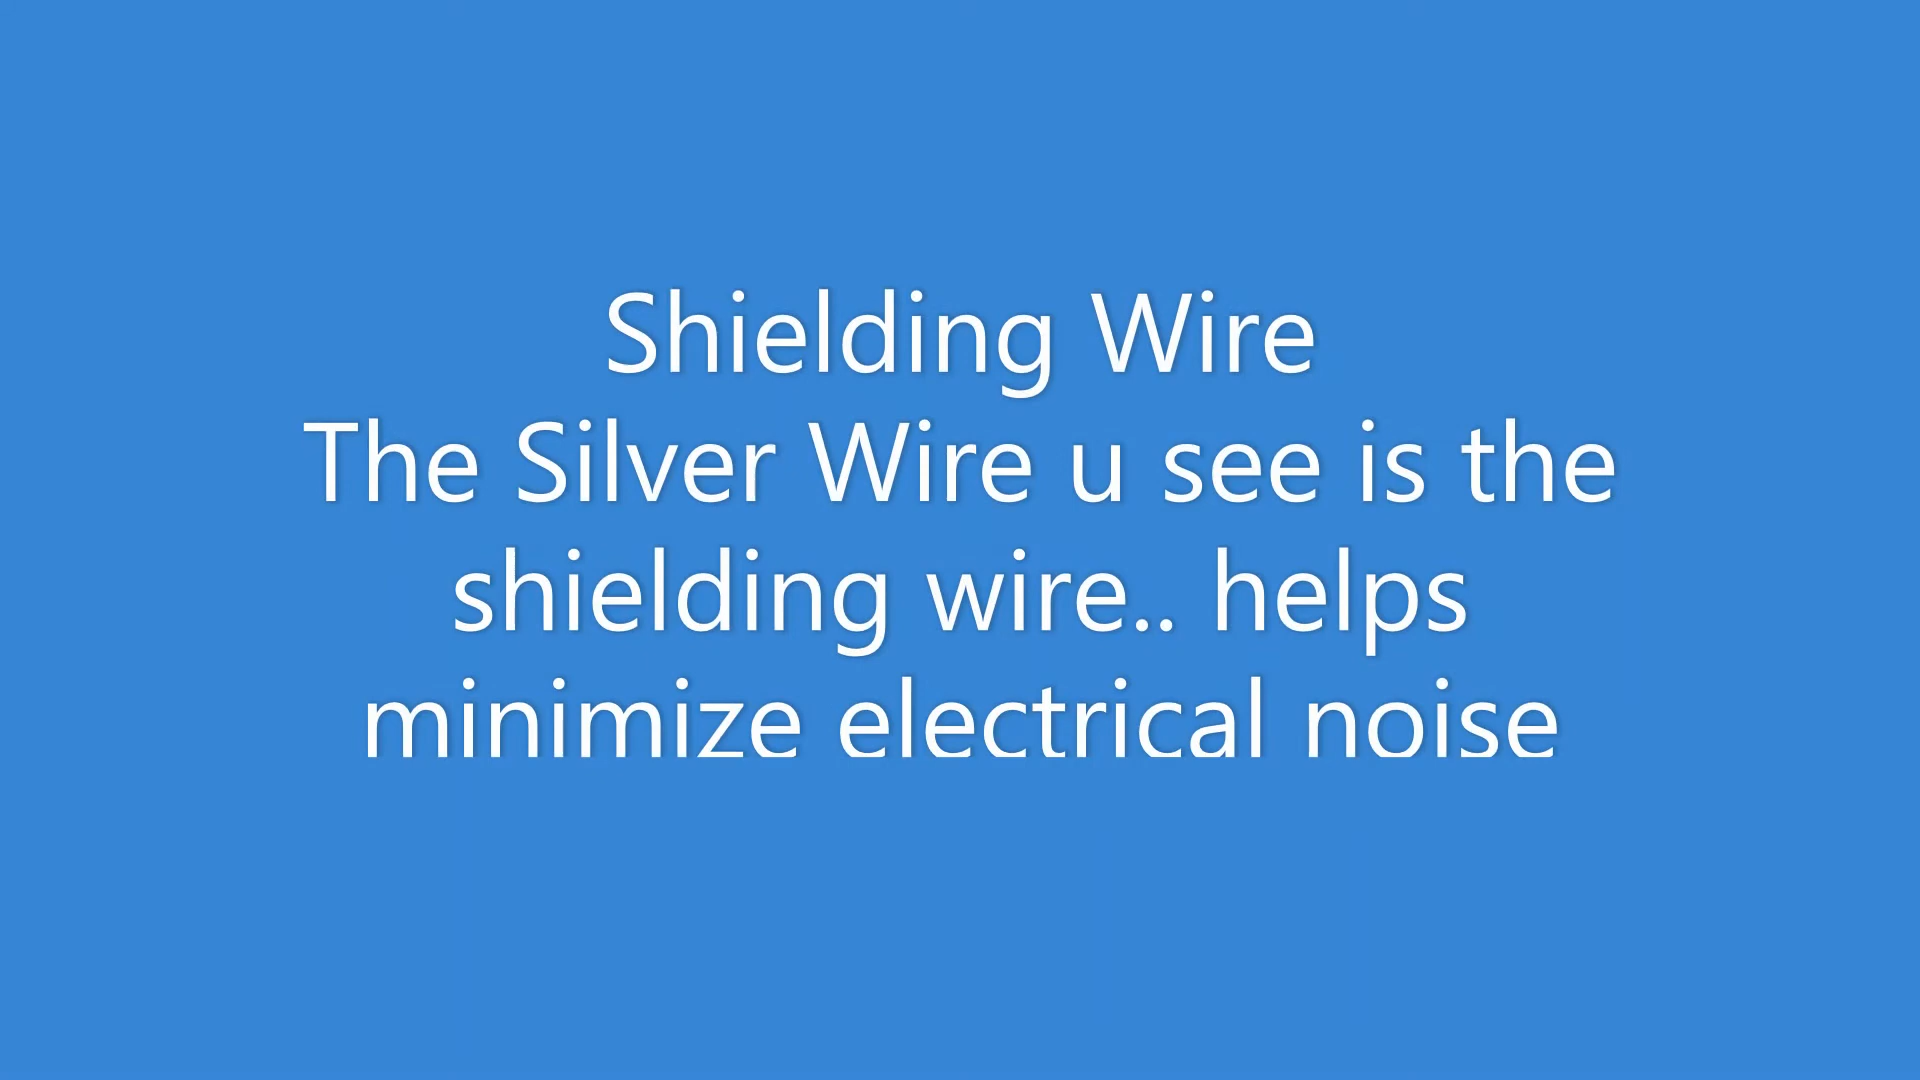 Shielding Wire
The Silver Wire u see is the
shielding wire.. helps
minimize electrical noise